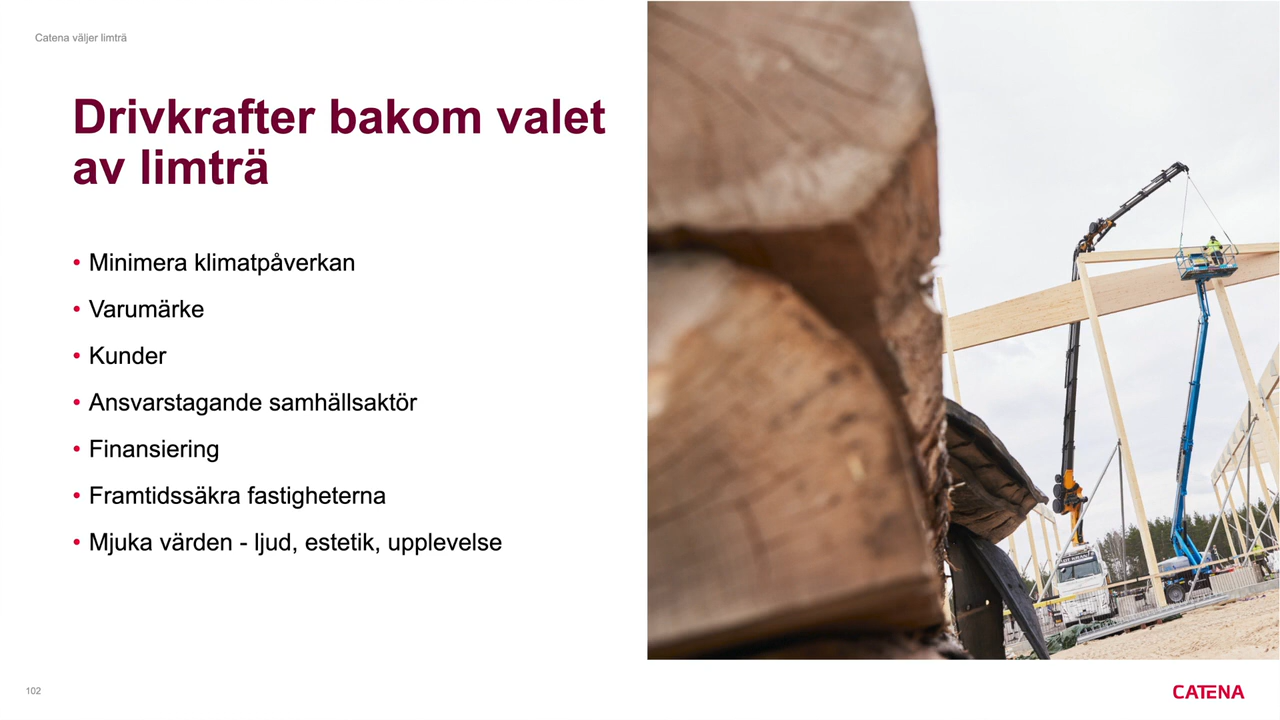 Catena väljer limträ
Drivkrafter bakom valet
av limträ
• Minimera klimatpåverkan
• Varumärke
• Kunder
• Ansvarstagande samhällsaktör
• Finansiering
• Framtidssäkra fastigheterna
• Mjuka värden - ljud, estetik, upplevelse
102
CATENA